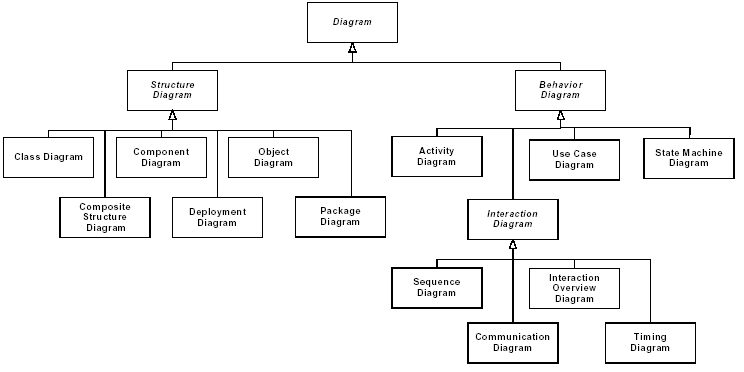 Diagram
Structure
Diagram
Behavior
Diagram
Class Diagram
Component
Diagram
Object
Diagram
Activity
Diagram
Use Case
Diagram
State Machine
Diagram
Composite
Structure
Diagram
Deployment
Diagram
Package
Diagram
Interaction
Diagram
Sequence
Diagram
Interaction
Overview
Diagram
Communication
Diagram
Timing
Diagram